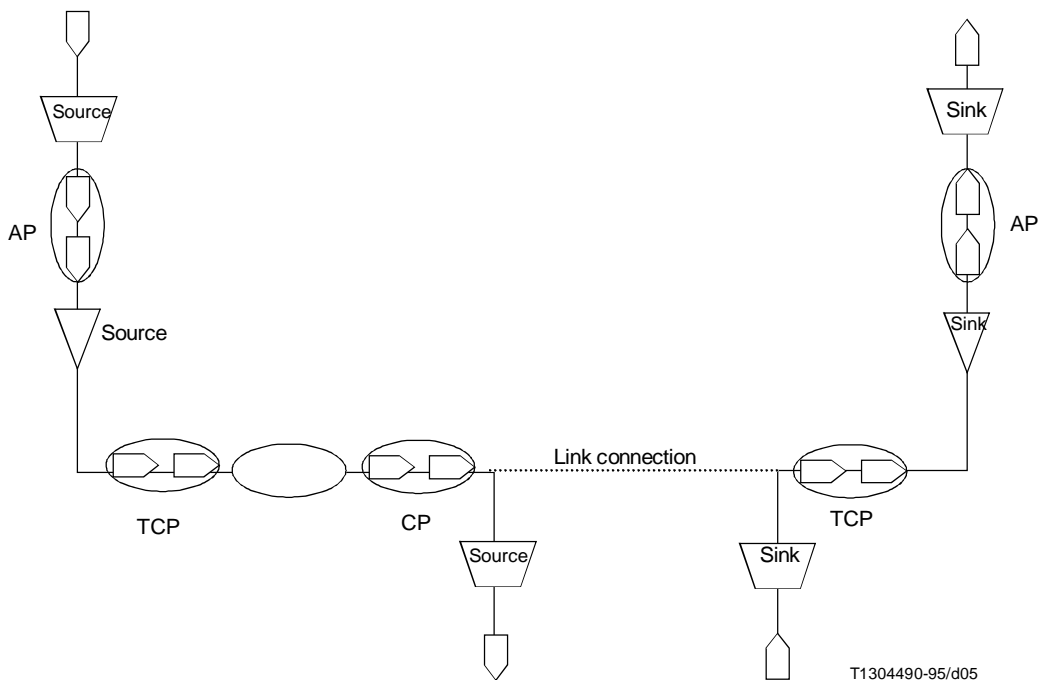 Source
Sink
AP
AP
Source
Sink
Link connection
TCP
CP
TCP
Source
Sink
T1304490-95/d05